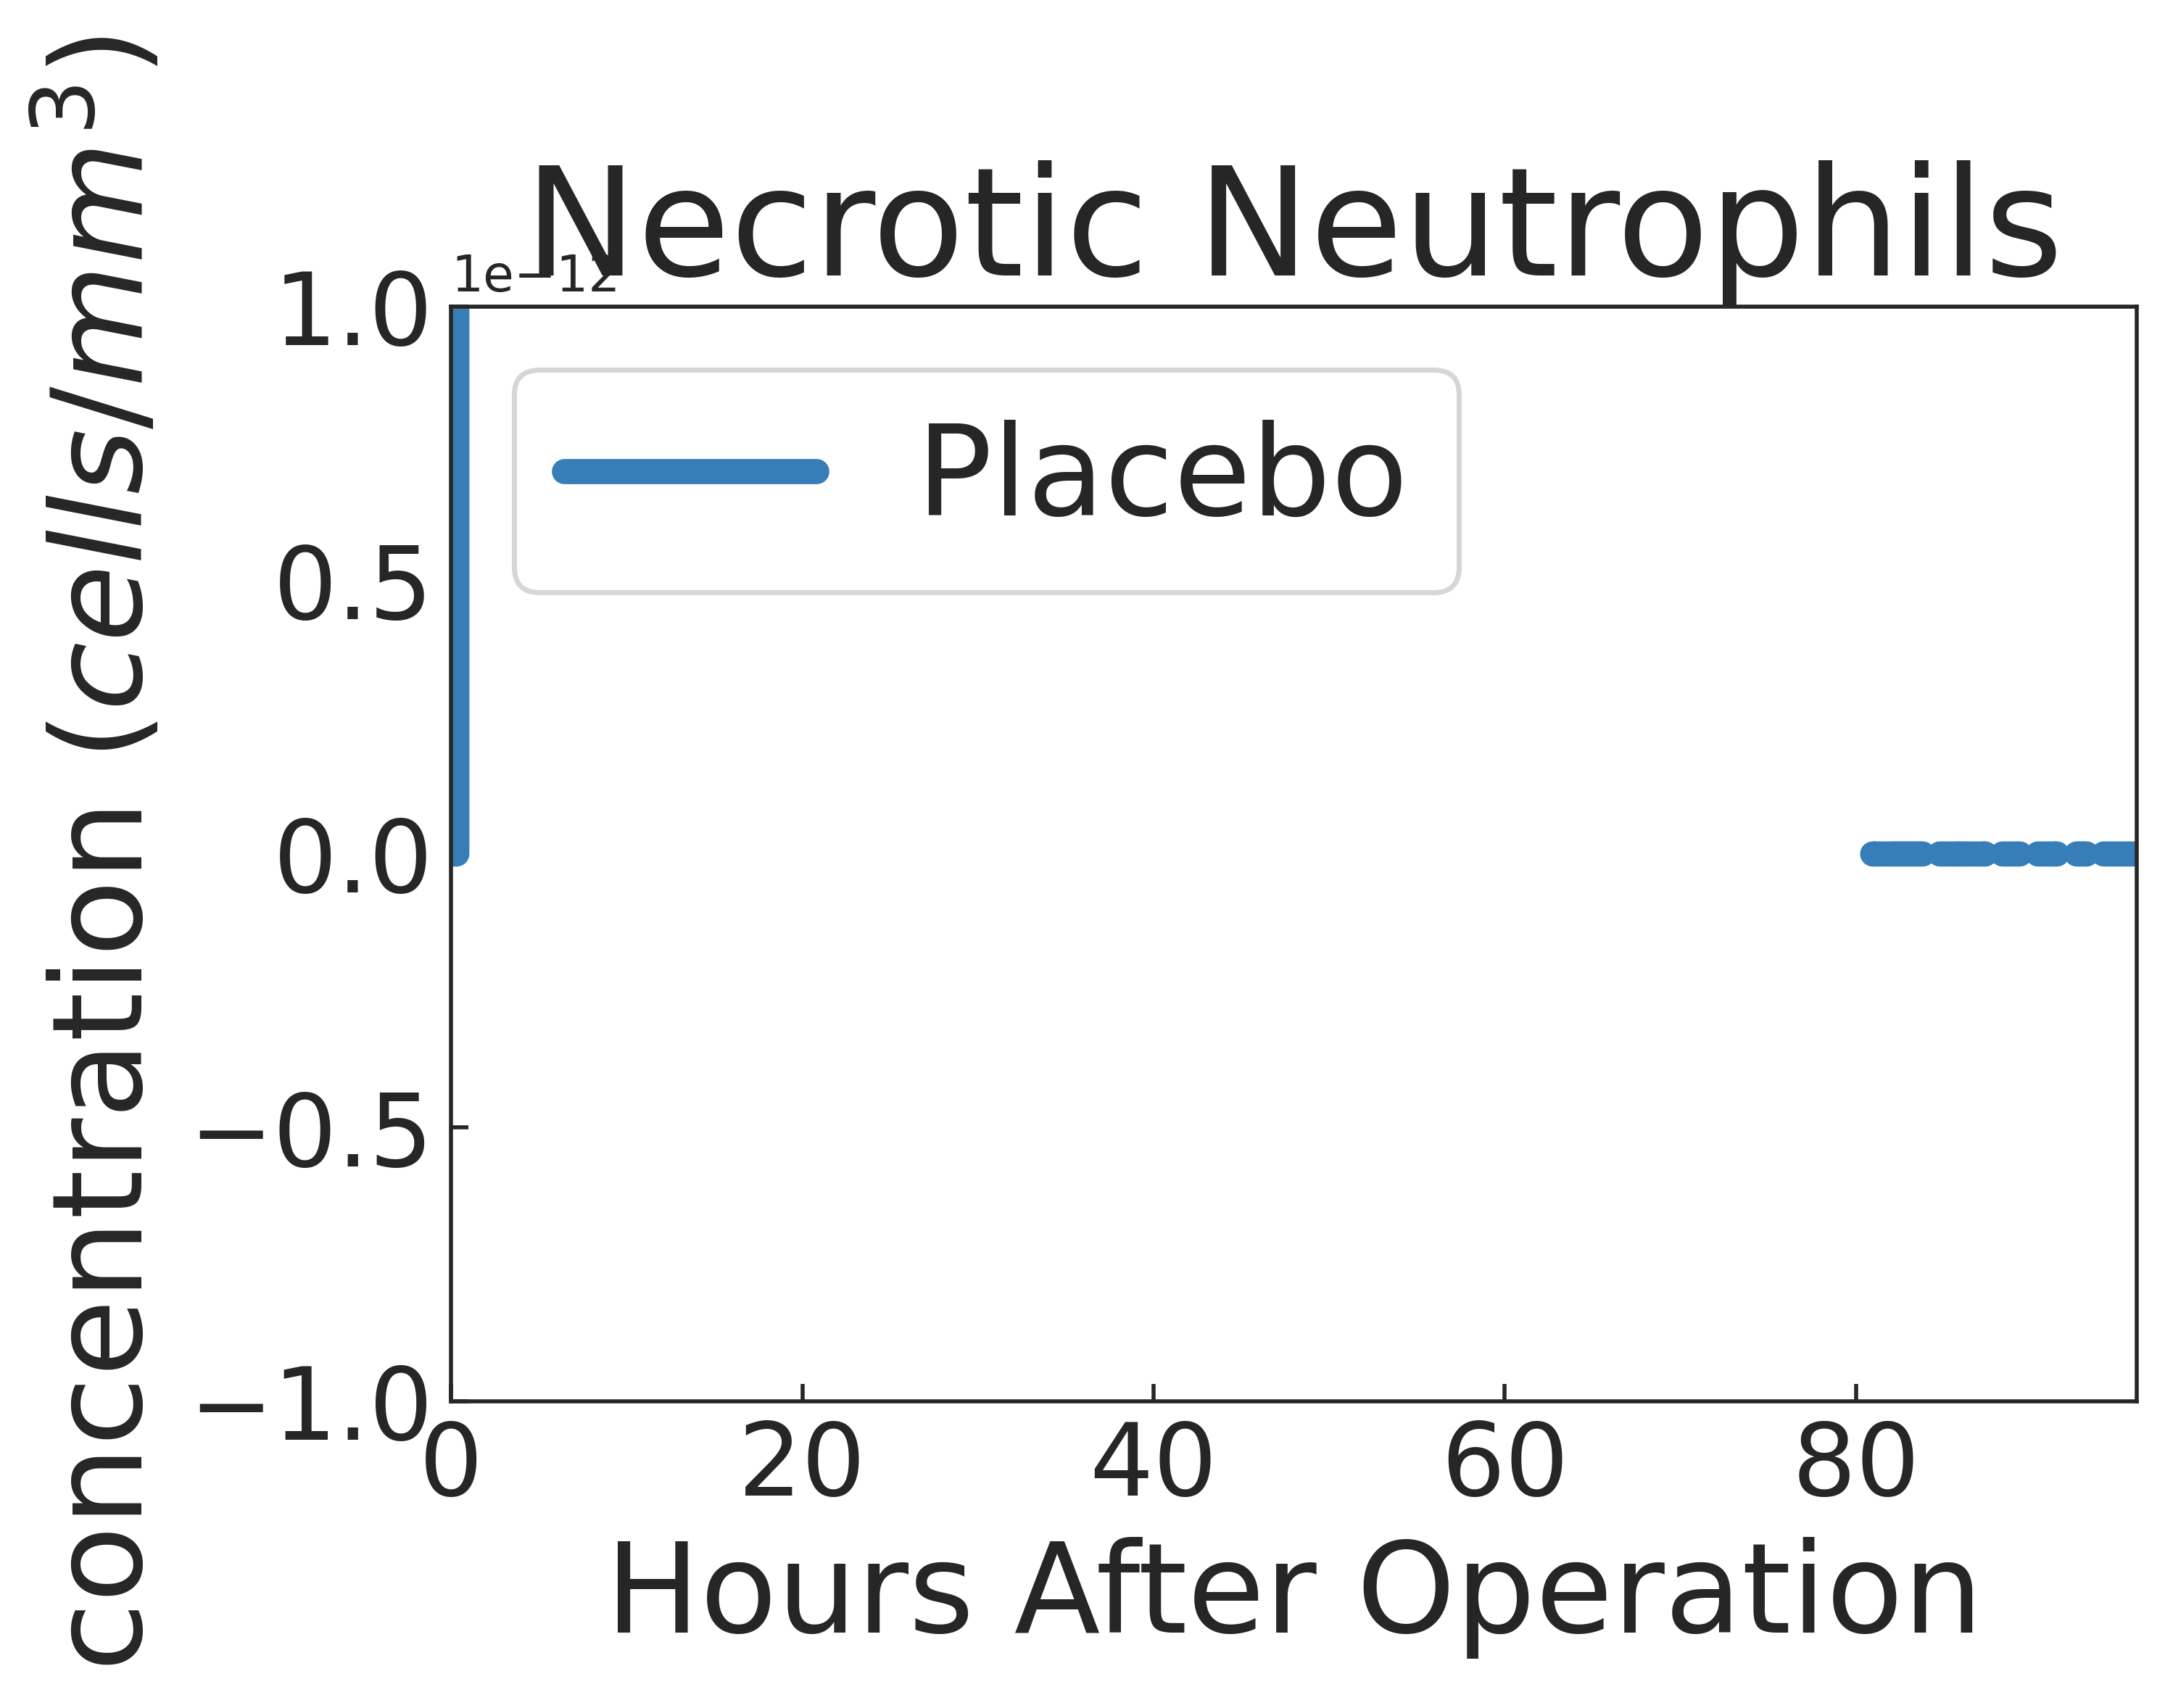 Necrotic Neutrophils
1e−12
concentration (cells/mm³)
1.0
0.5
0.0
−0.5
−1.0
Placebo
0 20 40 60 80
Hours After Operation